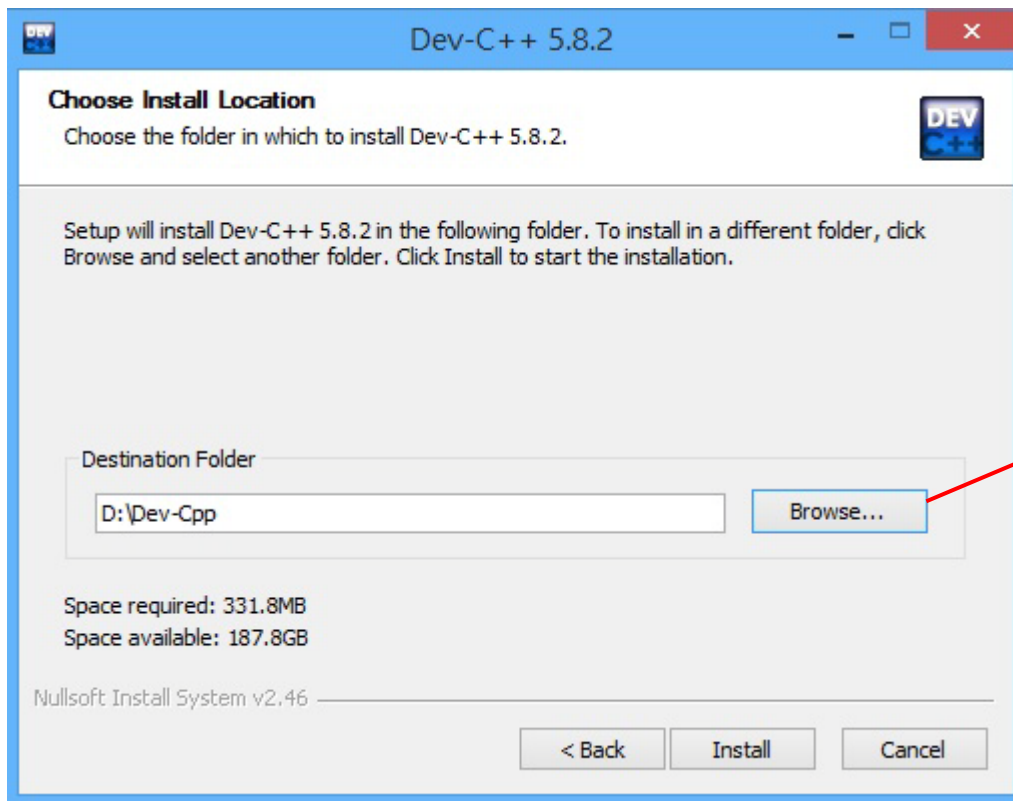 DEV
C++
Dev-C++ 5.8.2
Choose Install Location
Choose the folder in which to install Dev-C++ 5.8.2.
DEV
C++
Setup will install Dev-C++ 5.8.2 in the following folder. To install in a different folder, click
Browse and select another folder. Click Install to start the installation.
Destination Folder
D:\Dev-Cpp
Browse...
Space required: 331.8MB
Space available: 187.8GB
Nullsoft Install System v2.46
< Back
Install
Cancel